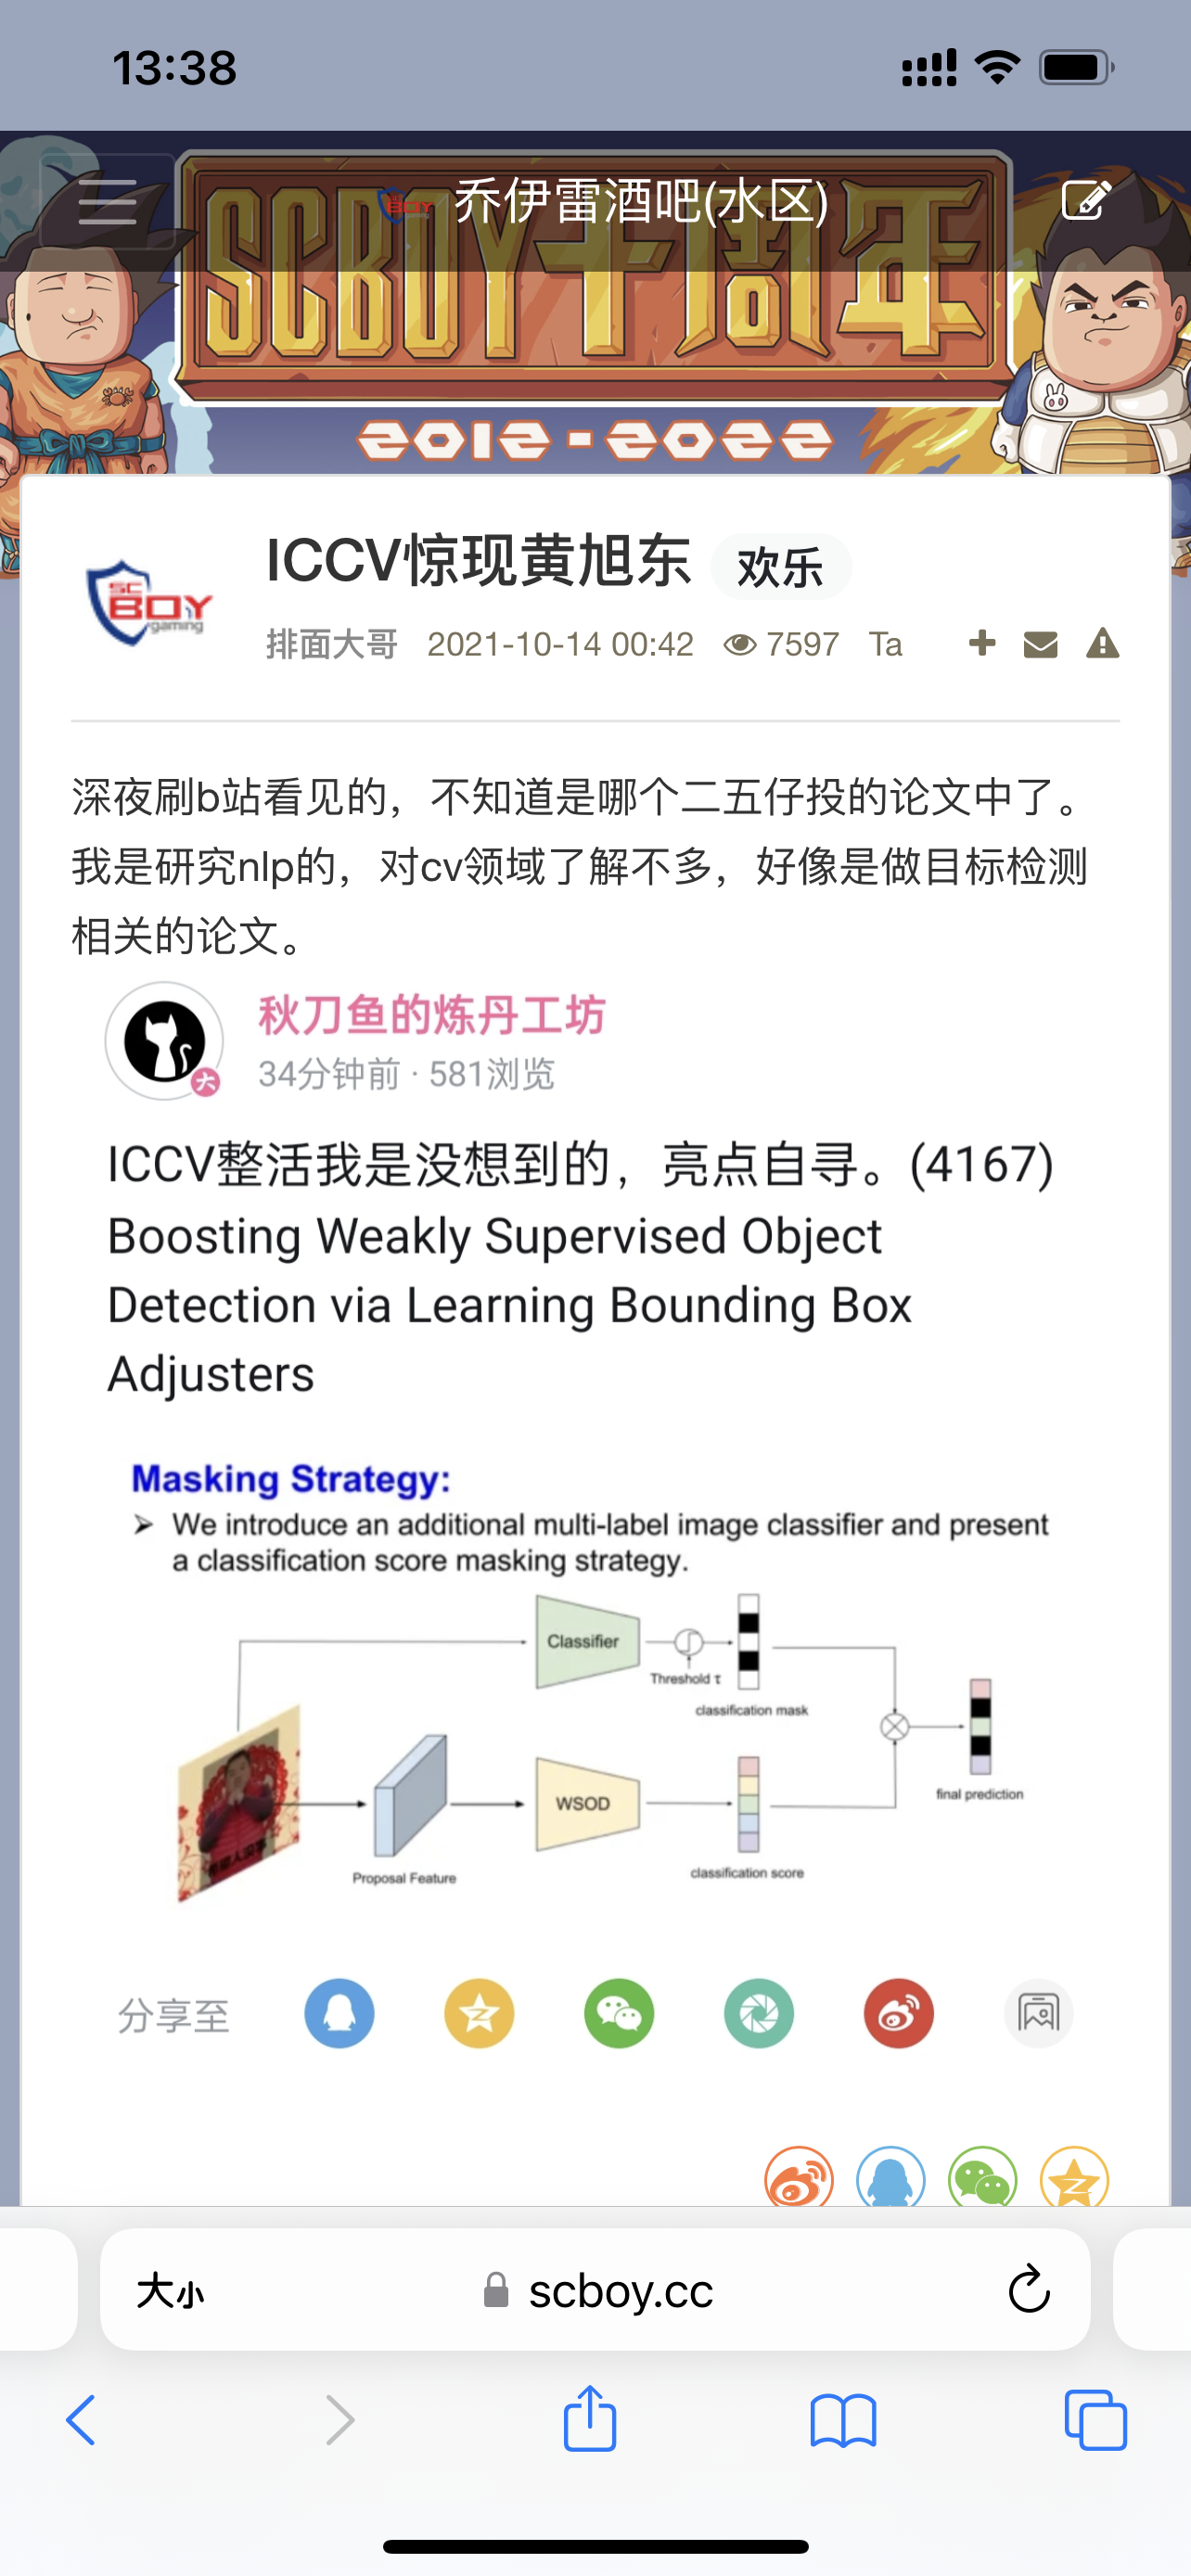 13:38
SCBOY十周年
BOY 乔伊雷酒吧(水区)
2012-2022
SC
BOY
gaming
ICCV惊现黄旭东 欢乐
排面大哥 2021-10-14 00:42 7597 Ta
深夜刷b站看见的，不知道是哪个二五仔投的论文中了。
我是研究nlp的，对cv领域了解不多，好像是做目标检测
相关的论文。
秋刀鱼的炼丹工坊
大
34分钟前 · 581浏览
ICCV整活我是没想到的，亮点自寻。(4167)
Boosting Weakly Supervised Object
Detection via Learning Bounding Box
Adjusters
Masking Strategy:
We introduce an additional multi-label image classifier and present
a classification score masking strategy.
Classifier
Threshold τ
classification mask
WSOD
final prediction
classification score
Proposal Feature
分享至
大小 scboy.cc